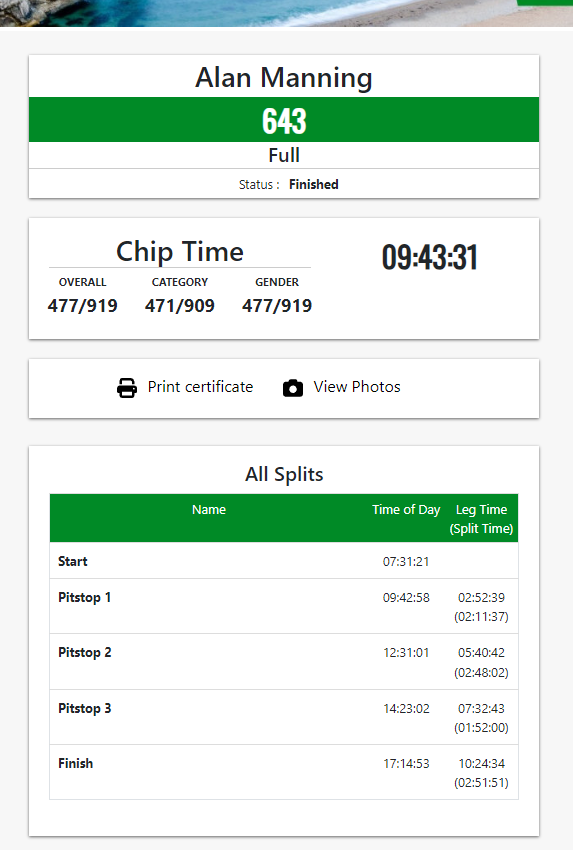 Alan Manning
643
Full
Status : Finished
Chip Time
09:43:31
OVERALL CATEGORY GENDER
477/919 471/909 477/919
Print certificate View Photos
All Splits
Name Time of Day Leg Time
(Split Time)
Start 07:31:21
Pitstop 1 09:42:58 02:52:39
(02:11:37)
Pitstop 2 12:31:01 05:40:42
(02:48:02)
Pitstop 3 14:23:02 07:32:43
(01:52:00)
Finish 17:14:53 10:24:34
(02:51:51)